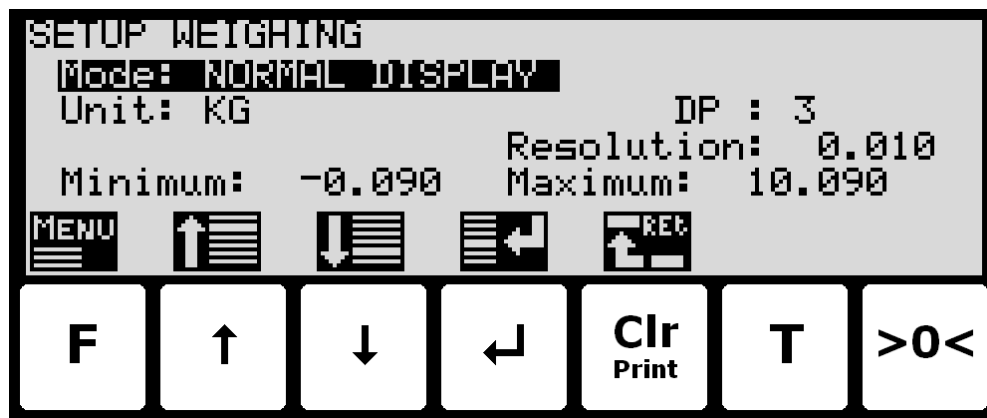 SETUP WEIGHING
Mode: NORMAL DISPLAY
Unit: KG DP : 3
Resolution: 0.010
Minimum: -0.090 Maximum: 10.090
MENU RET
F ↑ ↓ ↵ Clr T >0<
Print